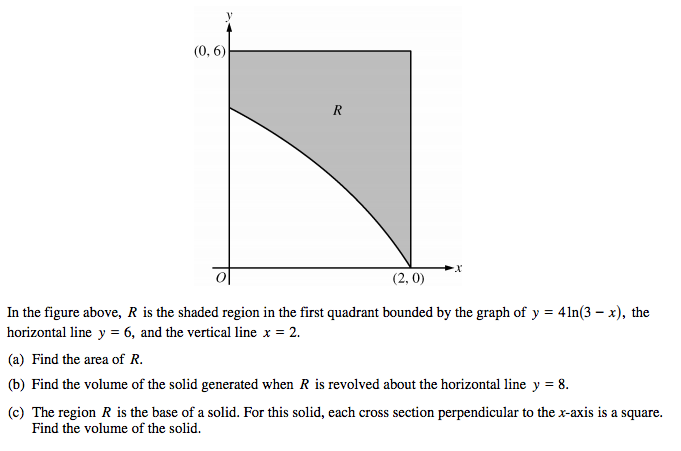 y
(0, 6)
R
O
x
(2, 0)
In the figure above, R is the shaded region in the first quadrant bounded by the graph of y = 4 ln(3 − x), the
horizontal line y = 6, and the vertical line x = 2.
(a) Find the area of R.
(b) Find the volume of the solid generated when R is revolved about the horizontal line y = 8.
(c) The region R is the base of a solid. For this solid, each cross section perpendicular to the x-axis is a square.
Find the volume of the solid.